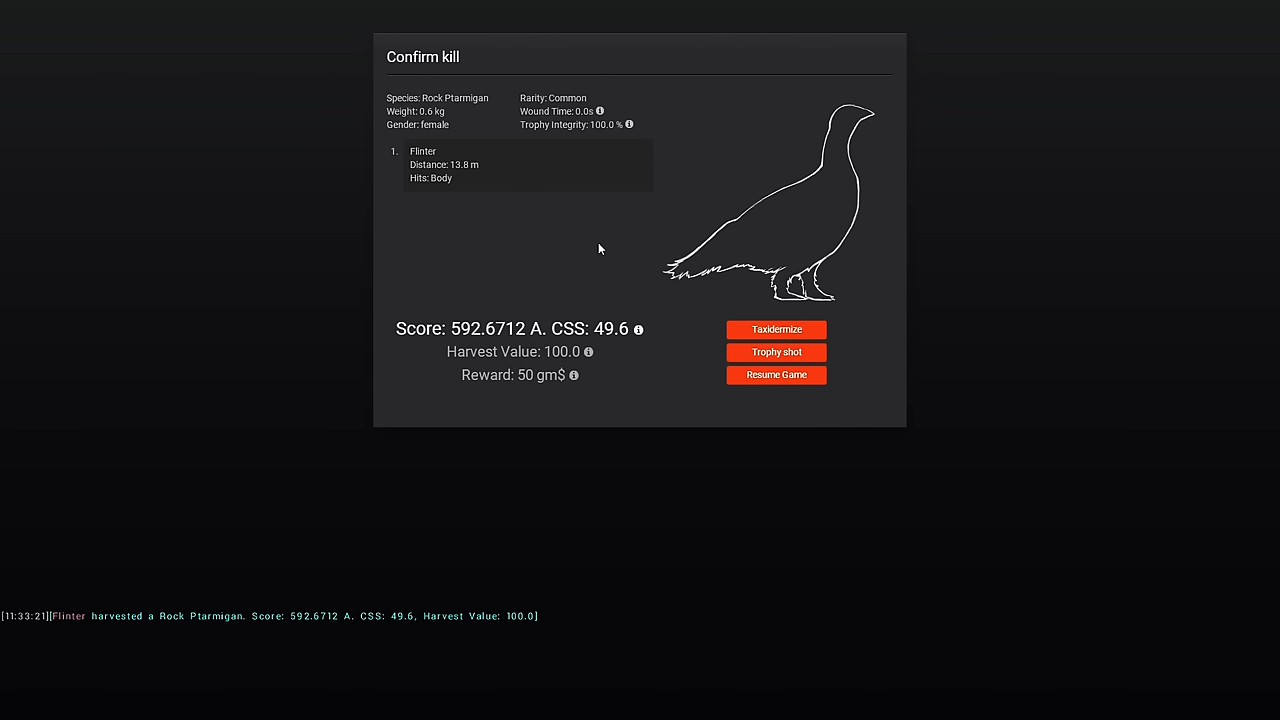 Confirm kill
Species: Rock Ptarmigan
Weight: 0.6 kg
Gender: female
Rarity: Common
Wound Time: 0.0s
Trophy Integrity: 100.0 %
1. Flinter
Distance: 13.8 m
Hits: Body
Score: 592.6712 A. CSS: 49.6
Harvest Value: 100.0
Reward: 50 gm$
Taxidermize
Trophy shot
Resume Game
[11:33:21][Flinter harvested a Rock Ptarmigan. Score: 592.6712 A. CSS: 49.6, Harvest Value: 100.0]